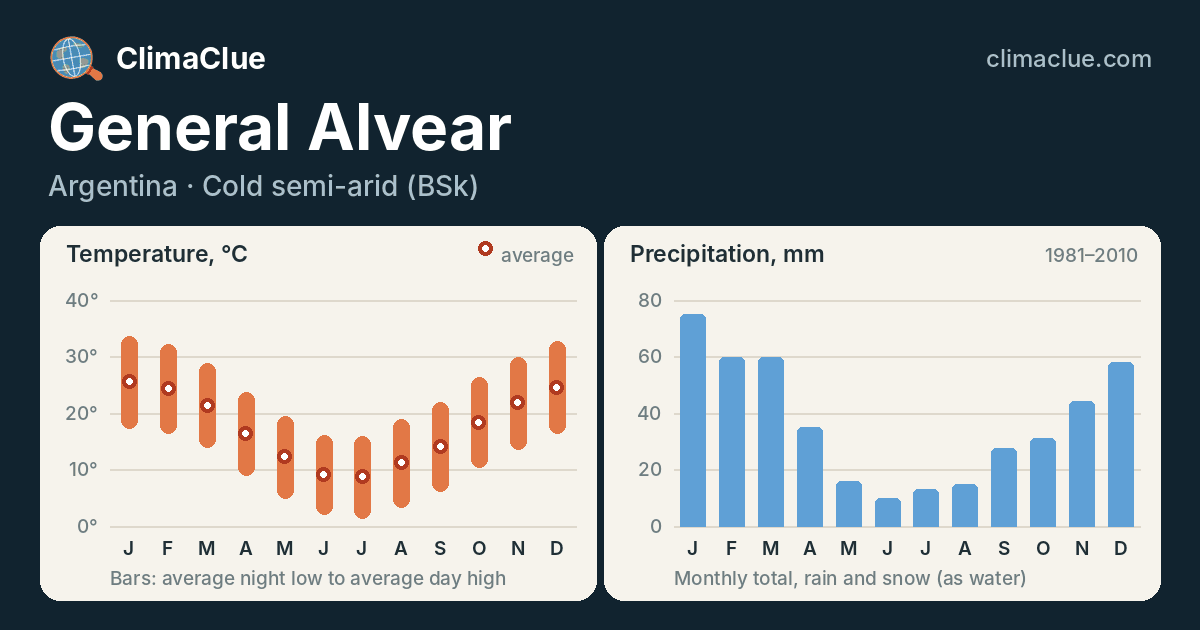 ClimaClue
climaclue.com
General Alvear
Argentina · Cold semi-arid (BSk)
Temperature, °C
average
40°
30°
20°
10°
0°
J F M A M J J A S O N D
Bars: average night low to average day high
Precipitation, mm
1981–2010
80
60
40
20
0
J F M A M J J A S O N D
Monthly total, rain and snow (as water)